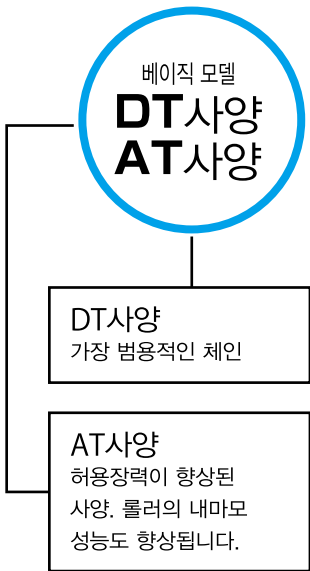 베이직 모델
DT사양
AT사양
DT사양
가장 범용적인 체인
AT사양
허용장력이 향상된
사양. 롤러의 내마모
성능도 향상됩니다.